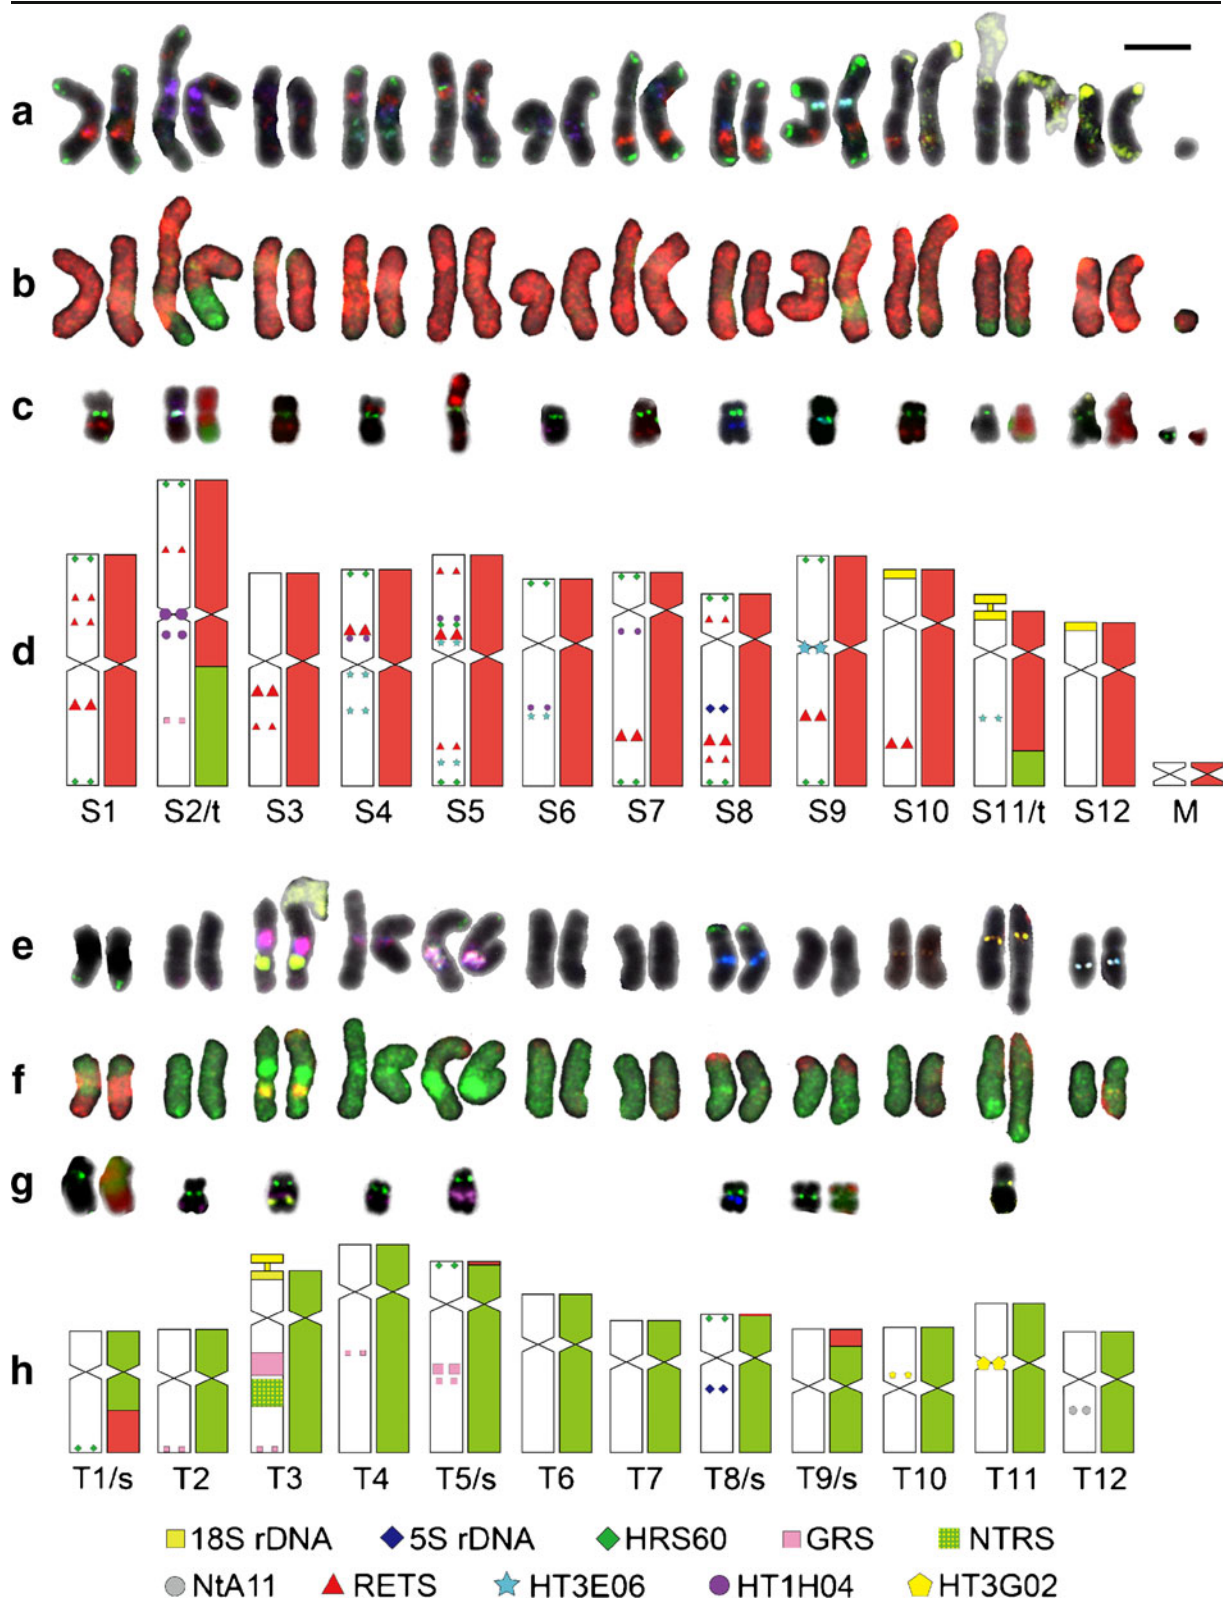 a
b
c
d
S1 S2/t S3 S4 S5 S6 S7 S8 S9 S10 S11/t S12 M
e
f
g
h
T1/s T2 T3 T4 T5/s T6 T7 T8/s T9/s T10 T11 T12
18S rDNA 5S rDNA HRS60 GRS NTRS
NtA11 RETS HT3E06 HT1H04 HT3G02